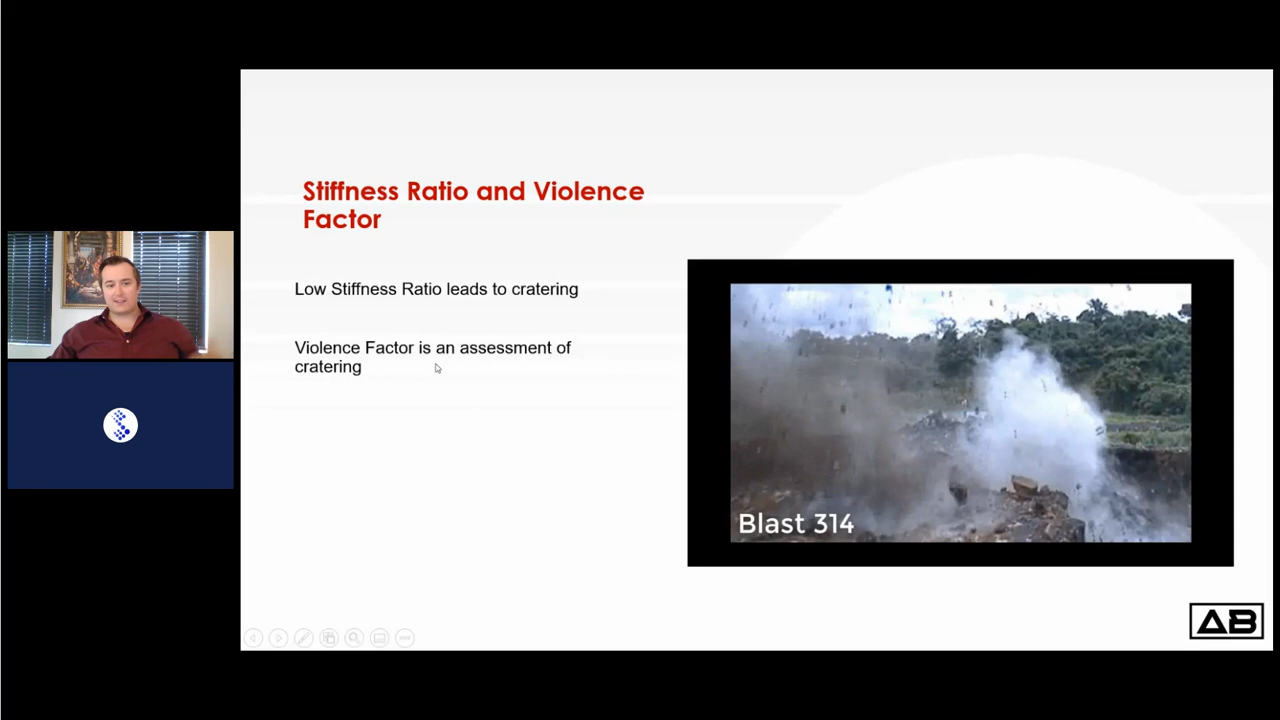 Stiffness Ratio and Violence
Factor
Low Stiffness Ratio leads to cratering
Violence Factor is an assessment of
cratering
Blast 314
AB